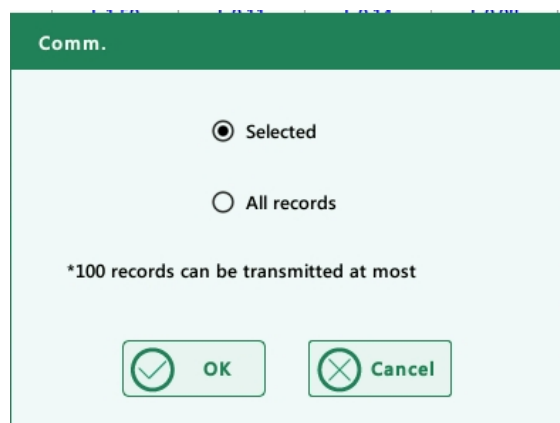 Comm.
Selected
All records
*100 records can be transmitted at most
OK
Cancel